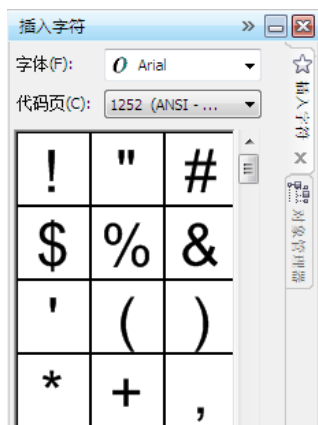 插入字符
字体(F): O Arial
代码页(C): 1252 (ANSI - ...
! " #
$ % &
' ( )
* + ,
插入字符
对象管理器